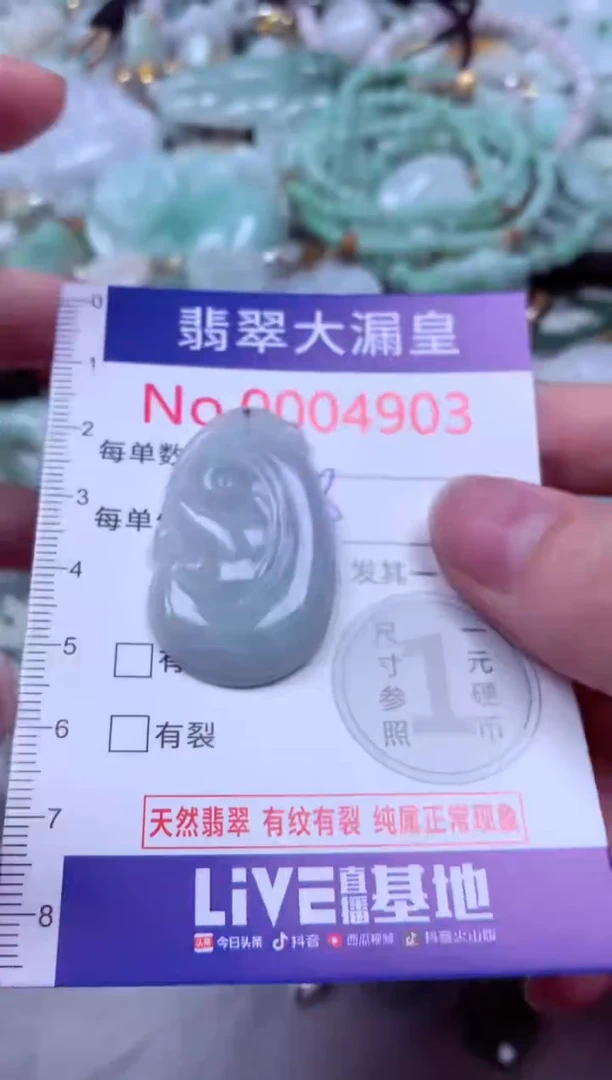 0
翡翠大漏皇
1
No.0004903
2
每单数
3
每单
4
发其一
5
尺寸参照
1
一元硬币
6
有裂
天然翡翠 有纹有裂 纯属正常现象
7
LiVE直播基地
8
头条 今日头条 抖音 西瓜视频 抖音火山版